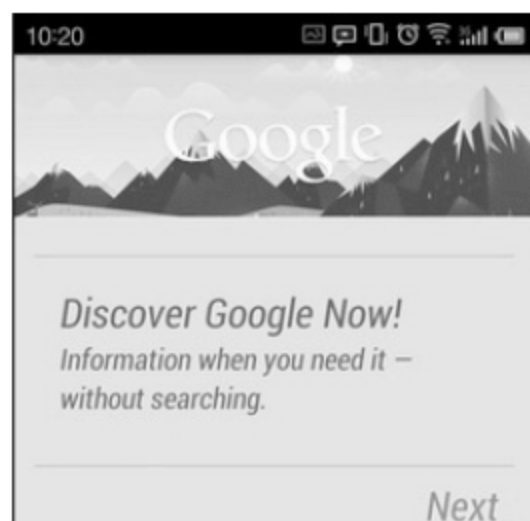 10:20
Google
Discover Google Now!
Information when you need it –
without searching.
Next